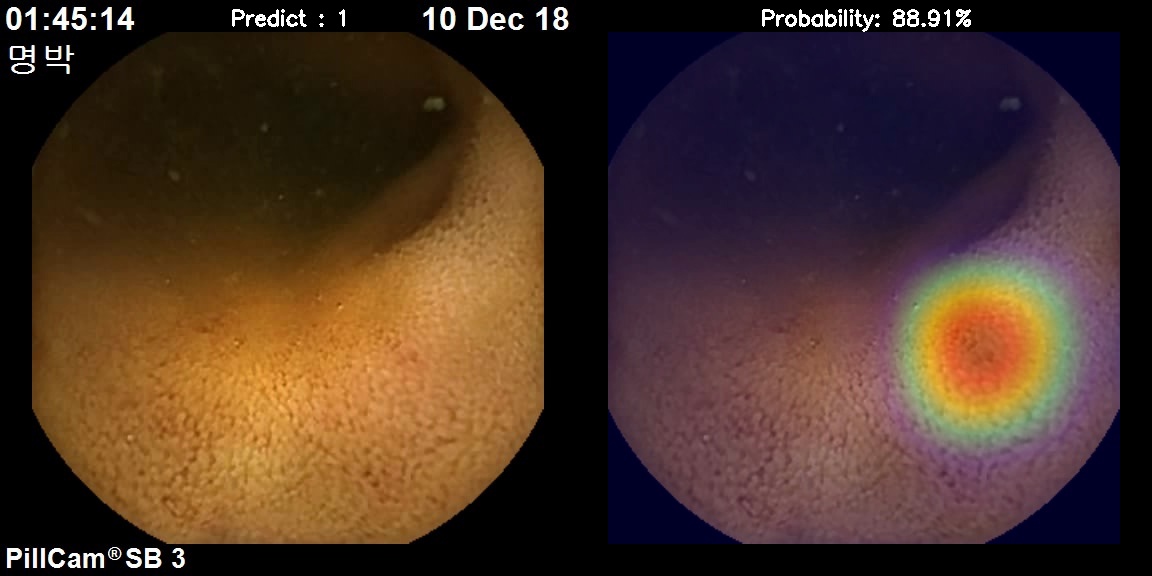 01:45:14
Predict : 1
10 Dec 18
Probability: 88.91%
명박
PillCam® SB 3